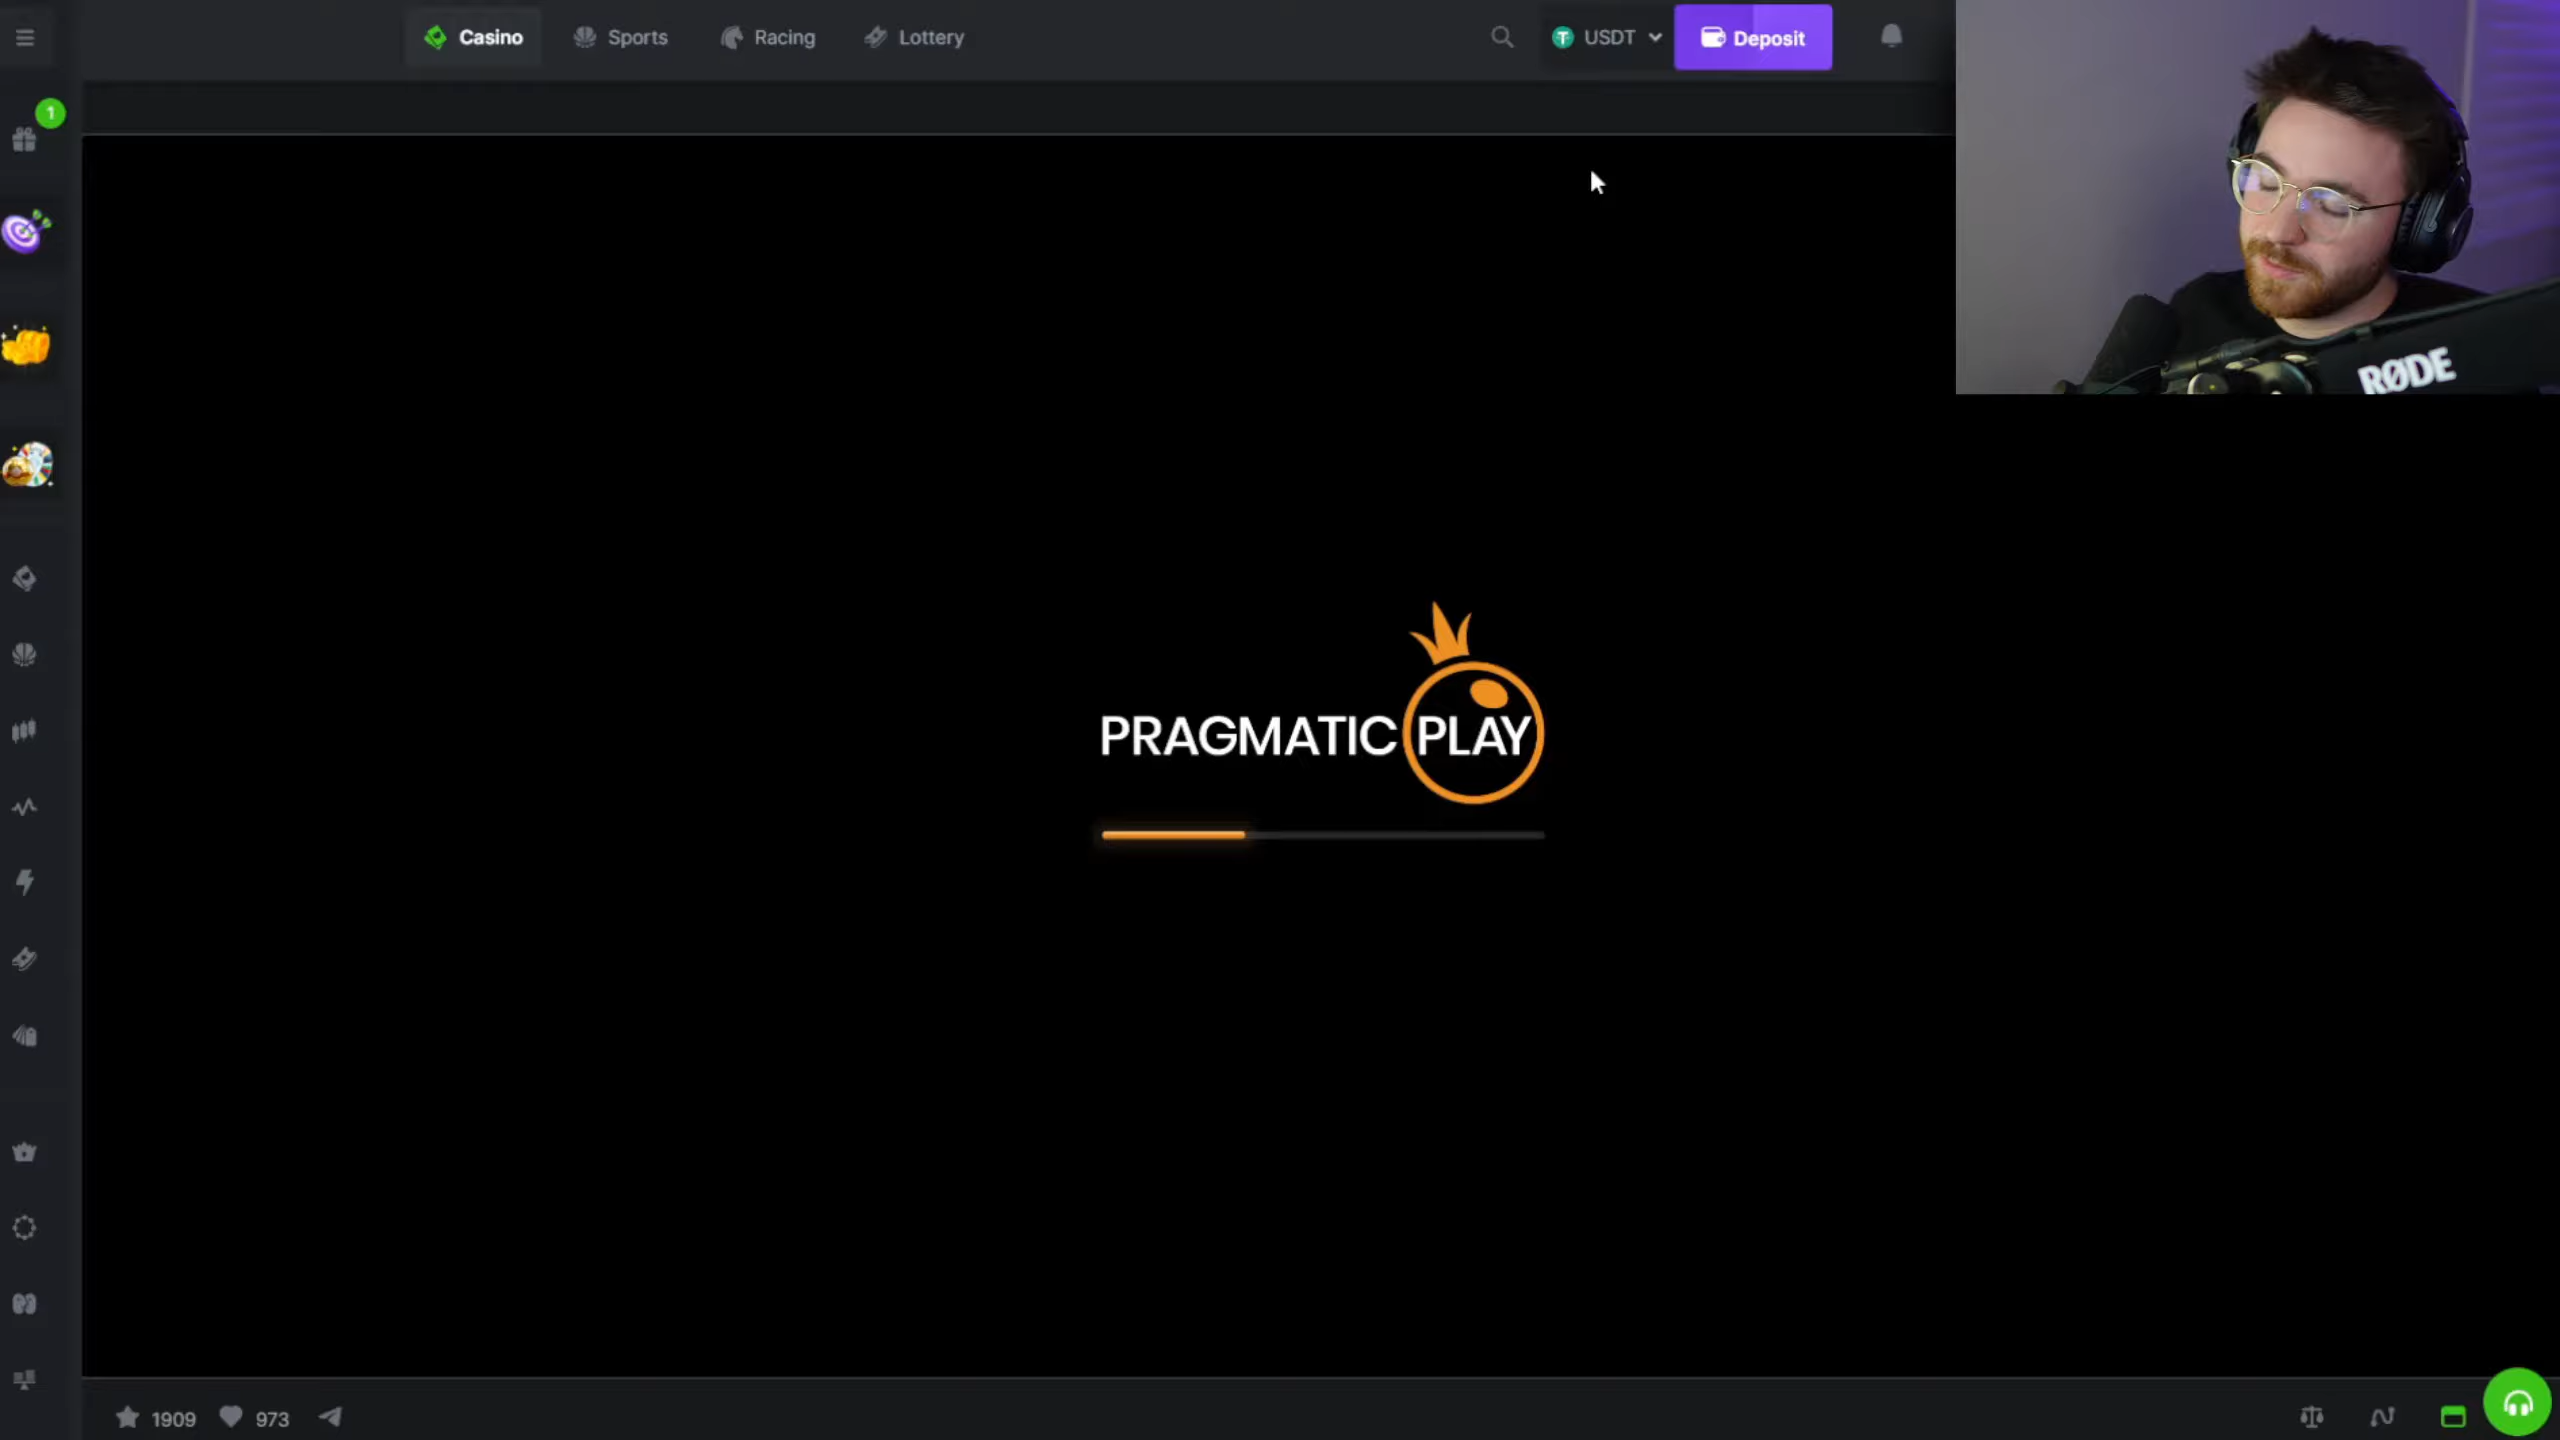 Casino
Sports
Racing
Lottery
USDT
Deposit
1
RØDE
PRAGMATIC PLAY
1909
973